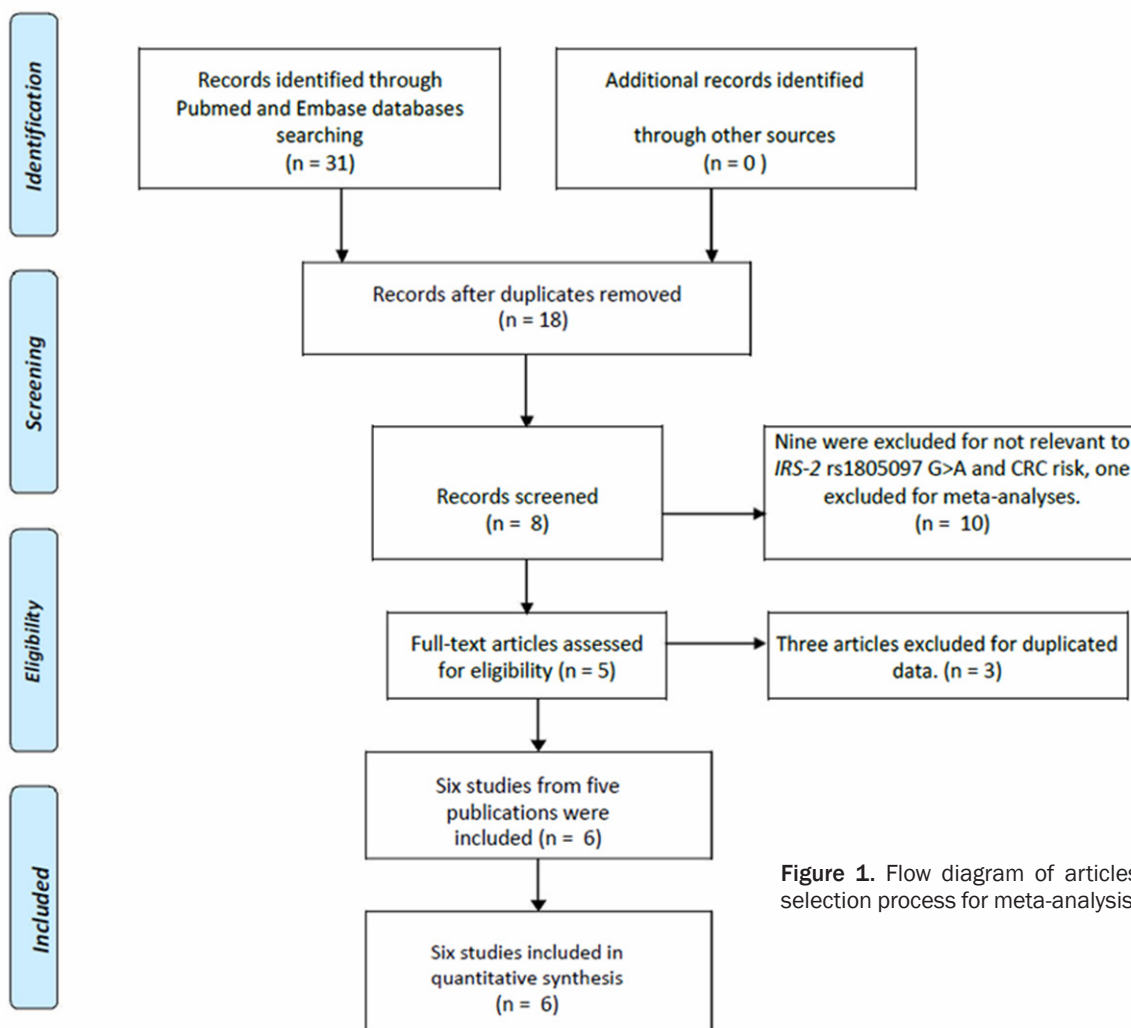 Identification
Records identified through
Pubmed and Embase databases
searching
(n = 31)
Additional records identified
through other sources
(n = 0 )
Screening
Records after duplicates removed
(n = 18)
Records screened
(n = 8)
Nine were excluded for not relevant to
IRS-2 rs1805097 G>A and CRC risk, one
excluded for meta-analyses.
(n = 10)
Eligibility
Full-text articles assessed
for eligibility (n = 5)
Three articles excluded for duplicated
data. (n = 3)
Included
Six studies from five
publications were
included (n = 6)
Six studies included in
quantitative synthesis
(n = 6)
Figure 1. Flow diagram of articles
selection process for meta-analysis